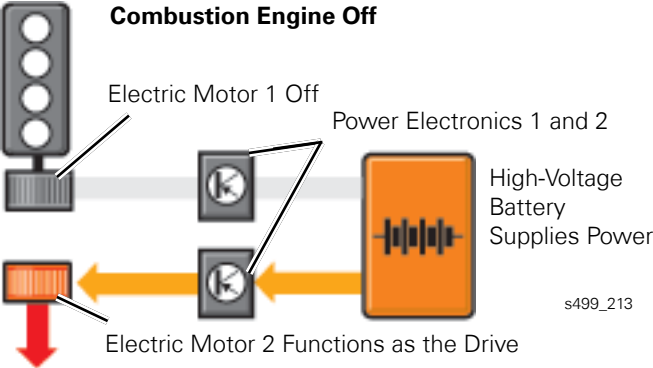 Combustion Engine Off
Electric Motor 1 Off
Power Electronics 1 and 2
High-Voltage
Battery
Supplies Power
s499_213
Electric Motor 2 Functions as the Drive